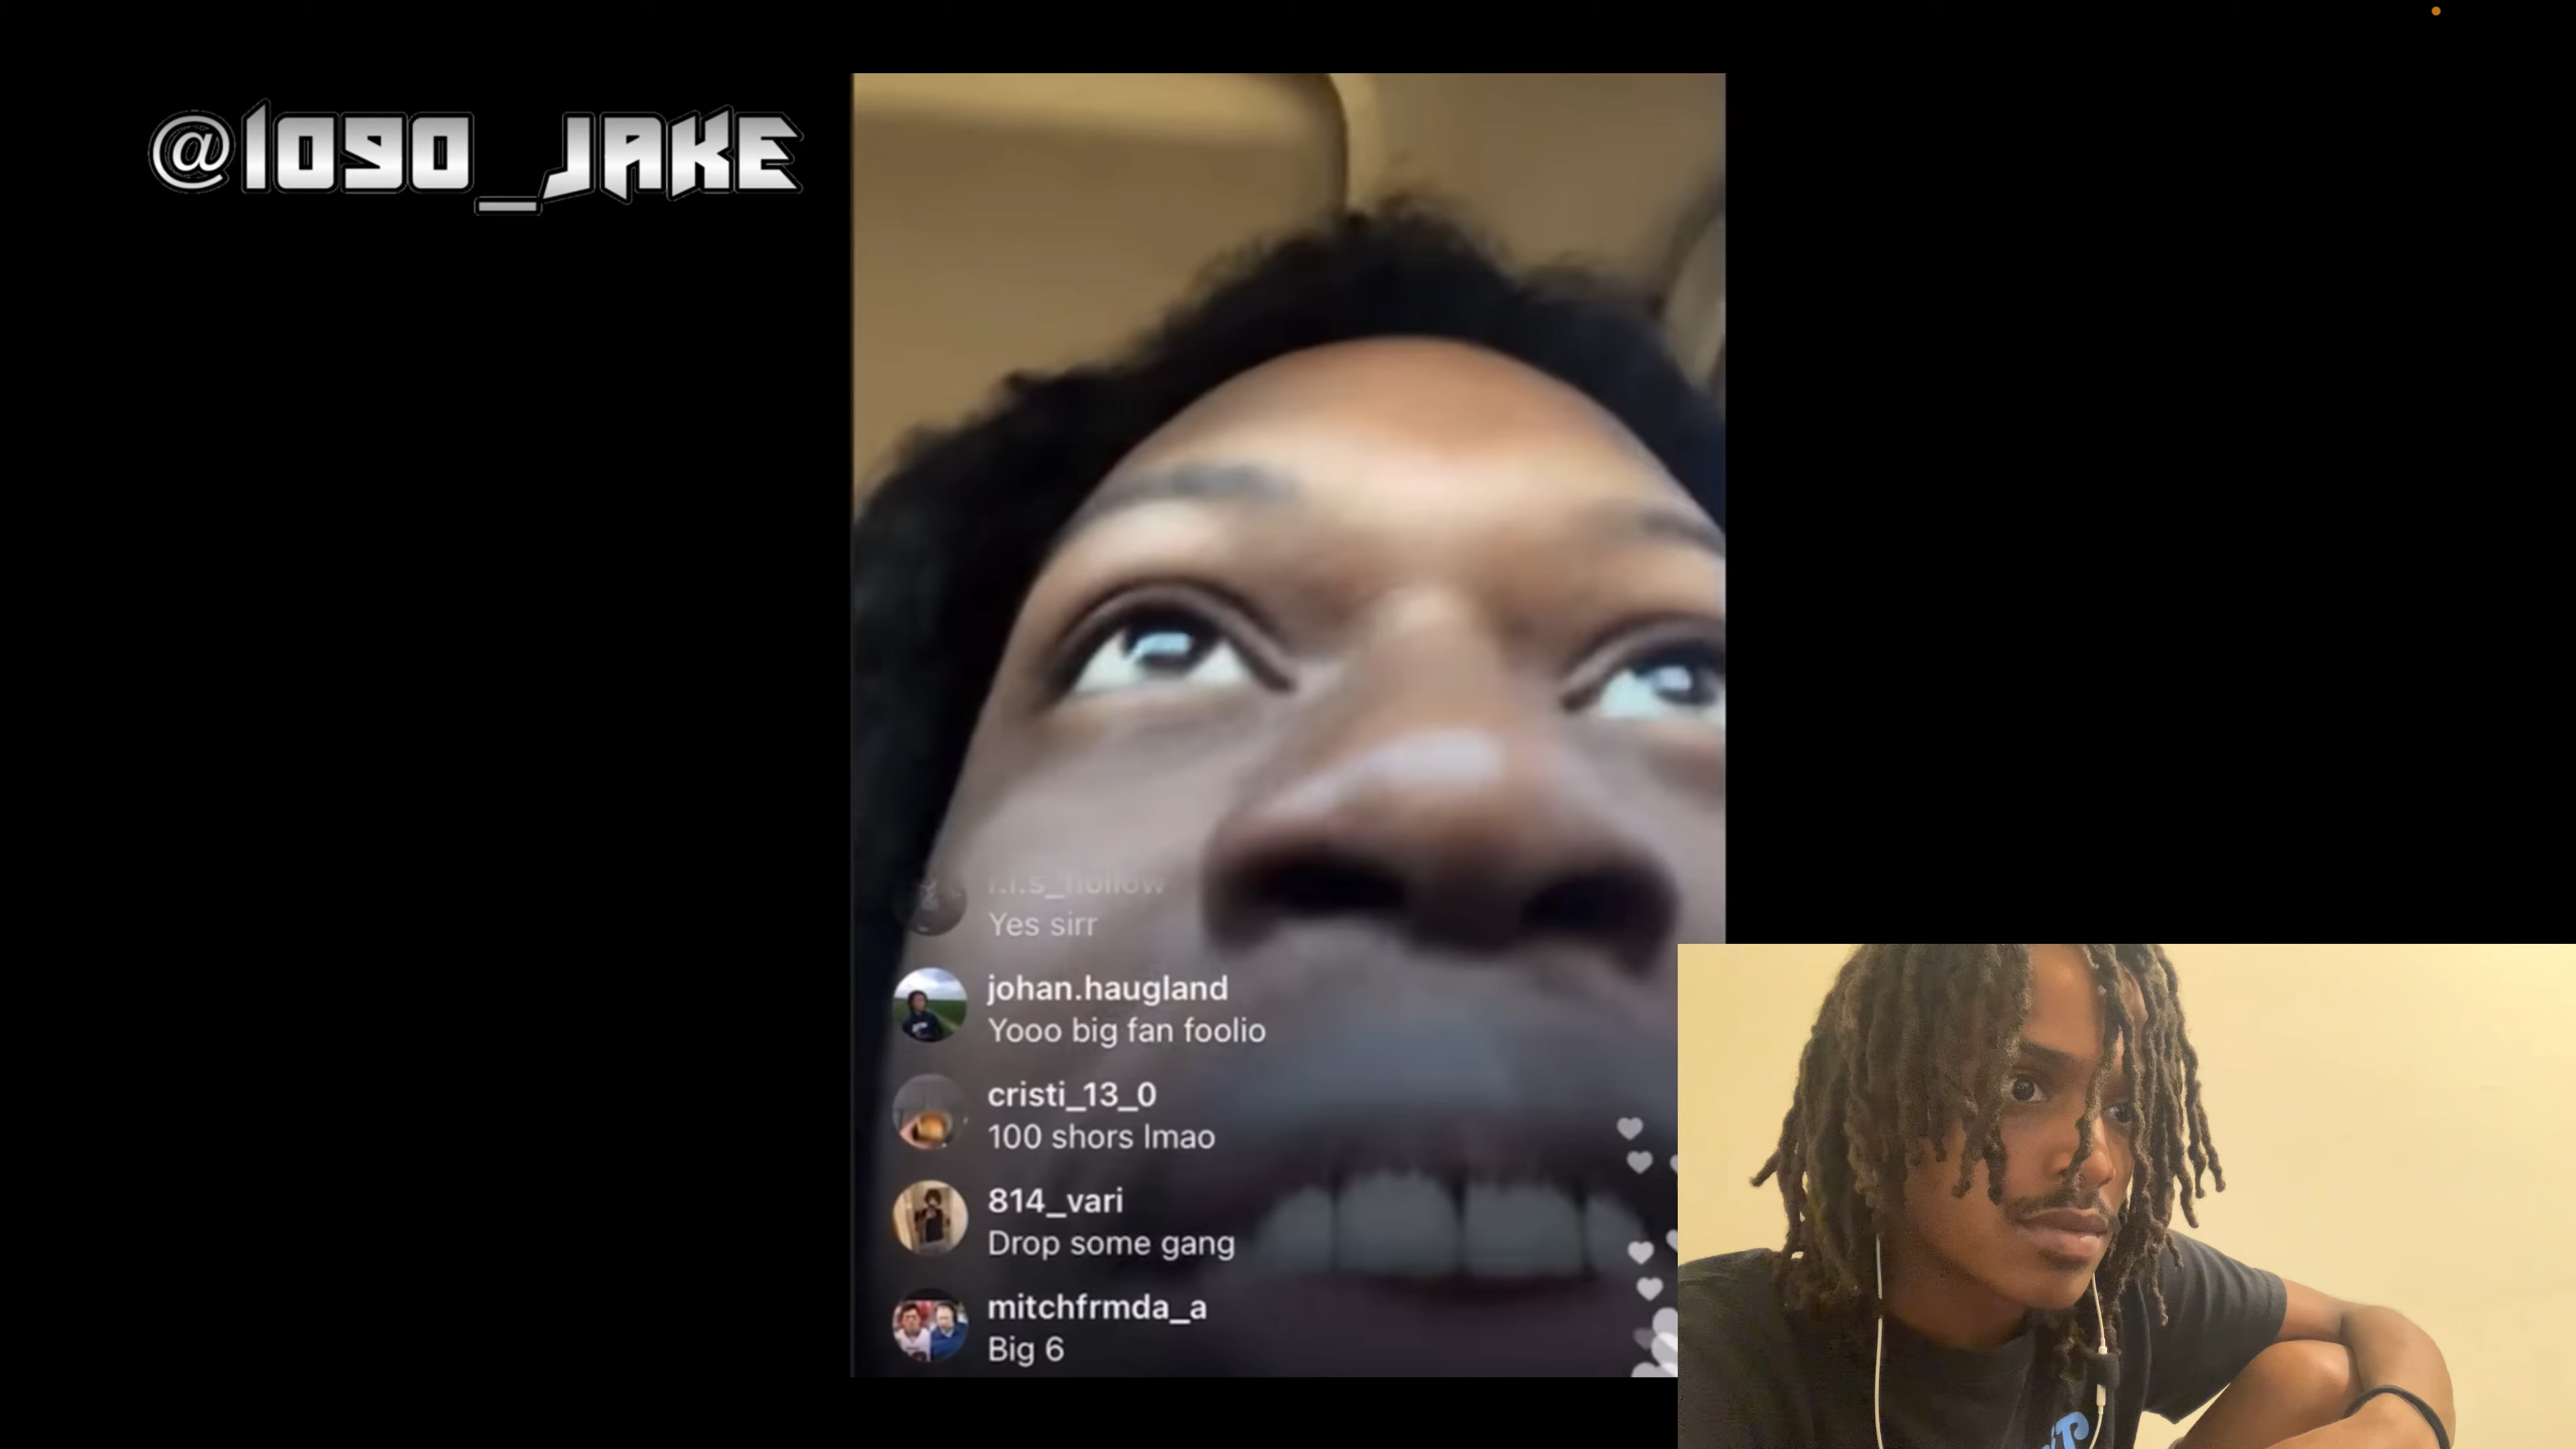 @1090_JAKE
r.i.s_hollow
Yes sirr
johan.haugland
Yooo big fan foolio
cristi_13_0
100 shors lmao
814_vari
Drop some gang
mitchfrmda_a
Big 6